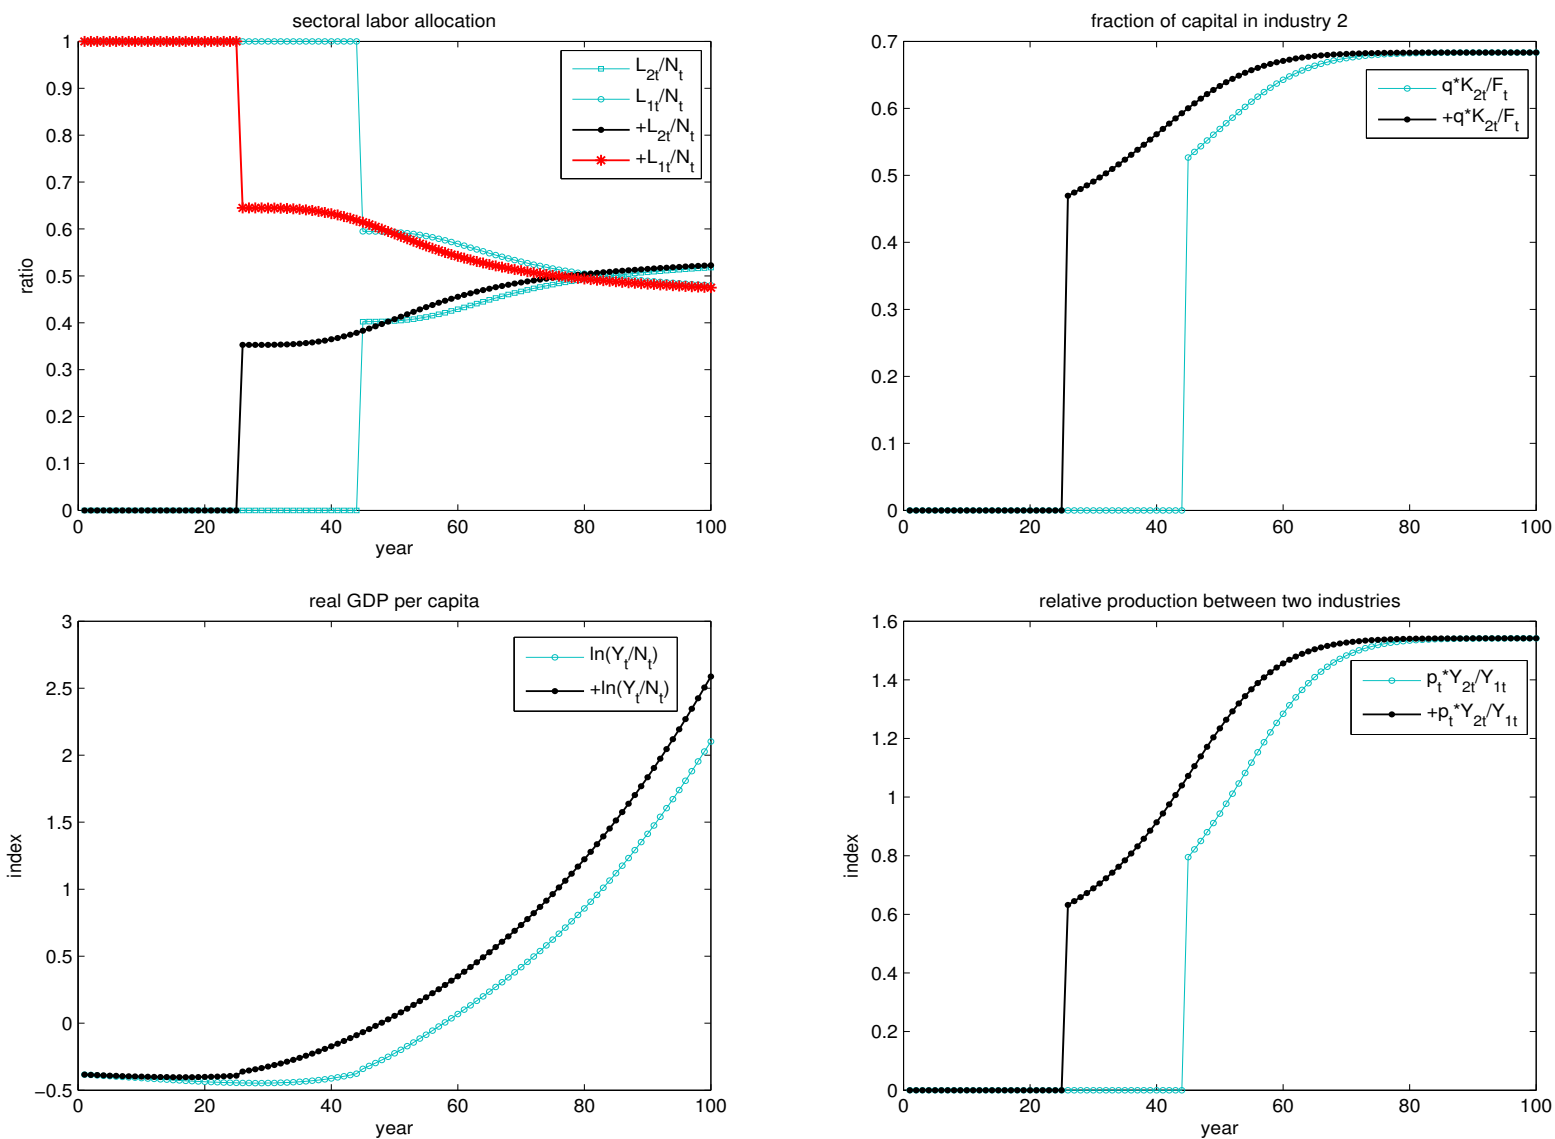 sectoral labor allocation
1
0.9
0.8
0.7
0.6
0.5
0.4
0.3
0.2
0.1
0
ratio
0 20 40 60 80 100
year
L2t/Nt
L1t/Nt
+L2t/Nt
+L1t/Nt
fraction of capital in industry 2
0.7
0.6
0.5
0.4
0.3
0.2
0.1
0
0 20 40 60 80 100
q*K2t/Ft
+q*K2t/Ft
real GDP per capita
3
2.5
2
1.5
1
0.5
0
−0.5
index
0 20 40 60 80 100
year
ln(Yt/Nt)
+ln(Yt/Nt)
relative production between two industries
1.6
1.4
1.2
1
0.8
0.6
0.4
0.2
0
index
0 20 40 60 80 100
year
pt*Y2t/Y1t
+pt*Y2t/Y1t